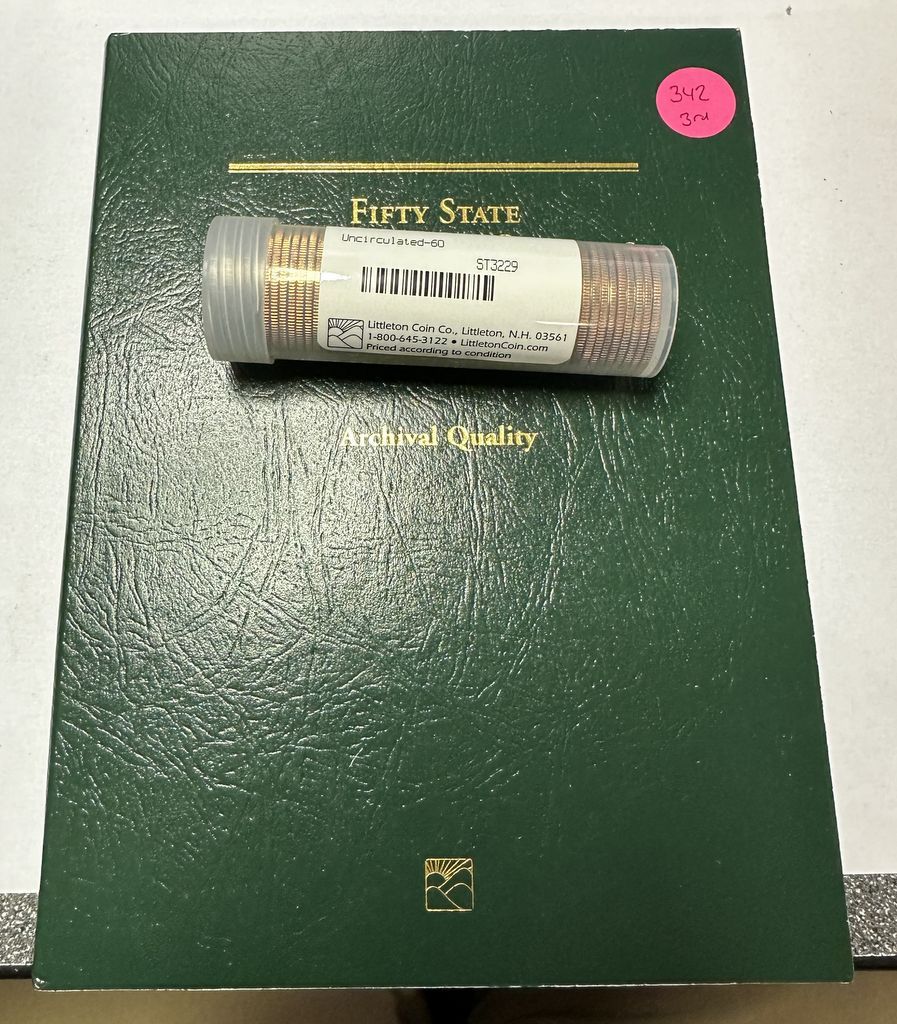 342
3rd
FIFTY STATE
Uncirculated-60
ST3229
Littleton Coin Co., Littleton, N.H. 03561
1-800-645-3122 • LittletonCoin.com
Priced according to condition
Archival Quality